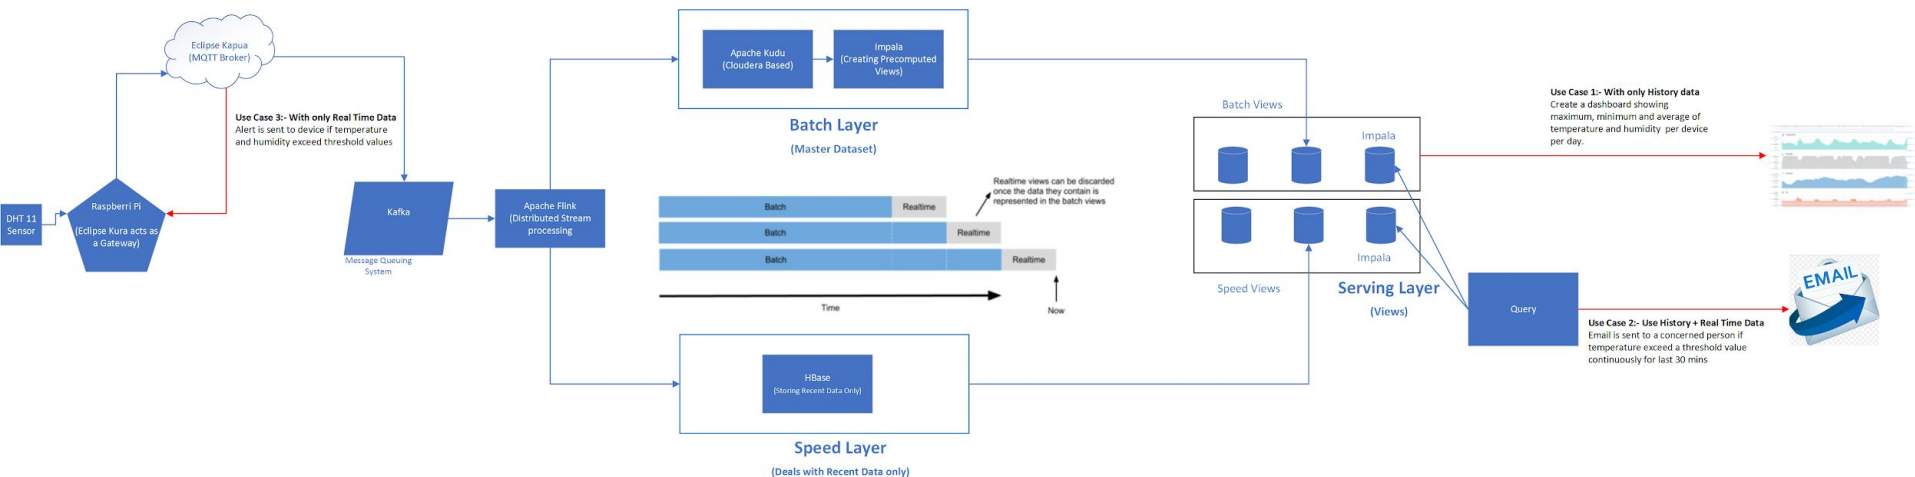 Eclipse Kapua
(MQTT Broker)
Use Case 3:- With only Real Time Data
Alert is sent to device if temperature
and humidity exceed threshold values
DHT 11
Sensor
Raspberri Pi
(Eclipse Kura acts as
a Gateway)
Kafka
Message Queuing
System
Apache Flink
(Distributed Stream
processing
Apache Kudu
(Cloudera Based)
Impala
(Creating Precomputed
Views)
Batch Layer
(Master Dataset)
Batch
Realtime
Batch
Realtime
Batch
Realtime
Realtime views can be discarded
once the data they contain is
represented in the batch views
Time
Now
HBase
(Storing Recent Data Only)
Speed Layer
(Deals with Recent Data only)
Batch Views
Impala
Impala
Speed Views
Serving Layer
(Views)
Query
Use Case 1:- With only History data
Create a dashboard showing
maximum, minimum and average of
temperature and humidity per device
per day.
EMAIL
Use Case 2:- Use History + Real Time Data
Email is sent to a concerned person if
temperature exceed a threshold value
continuously for last 30 mins